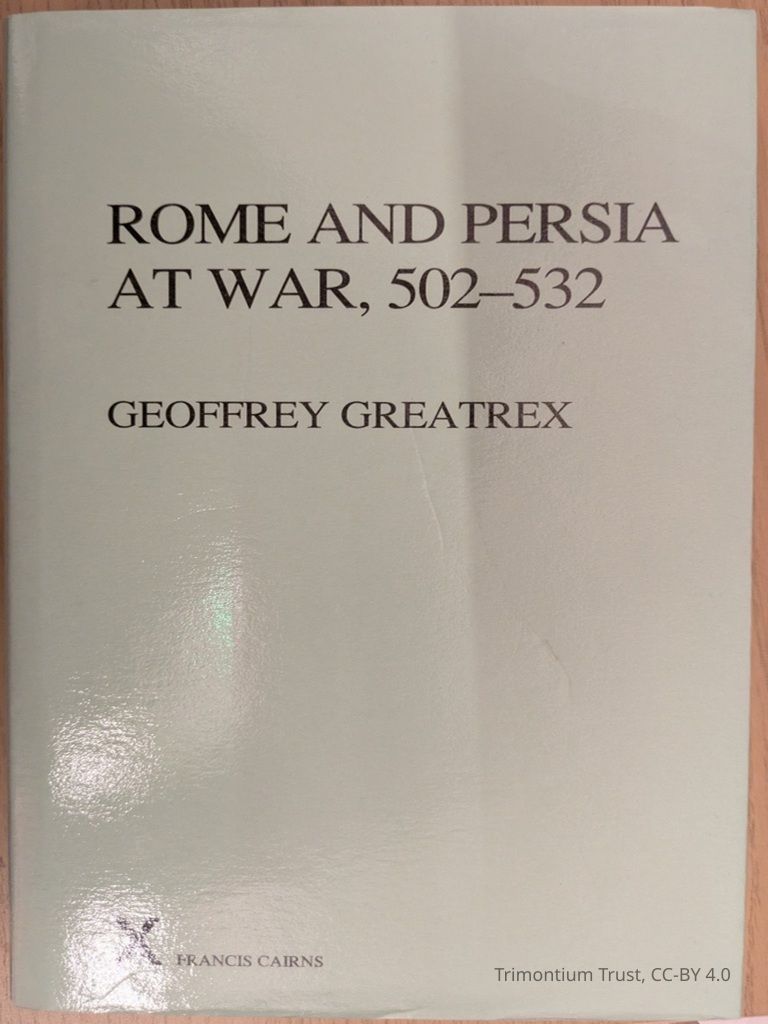 ROME AND PERSIA
AT WAR, 502–532
GEOFFREY GREATREX
FRANCIS CAIRNS
Trimontium Trust, CC-BY 4.0